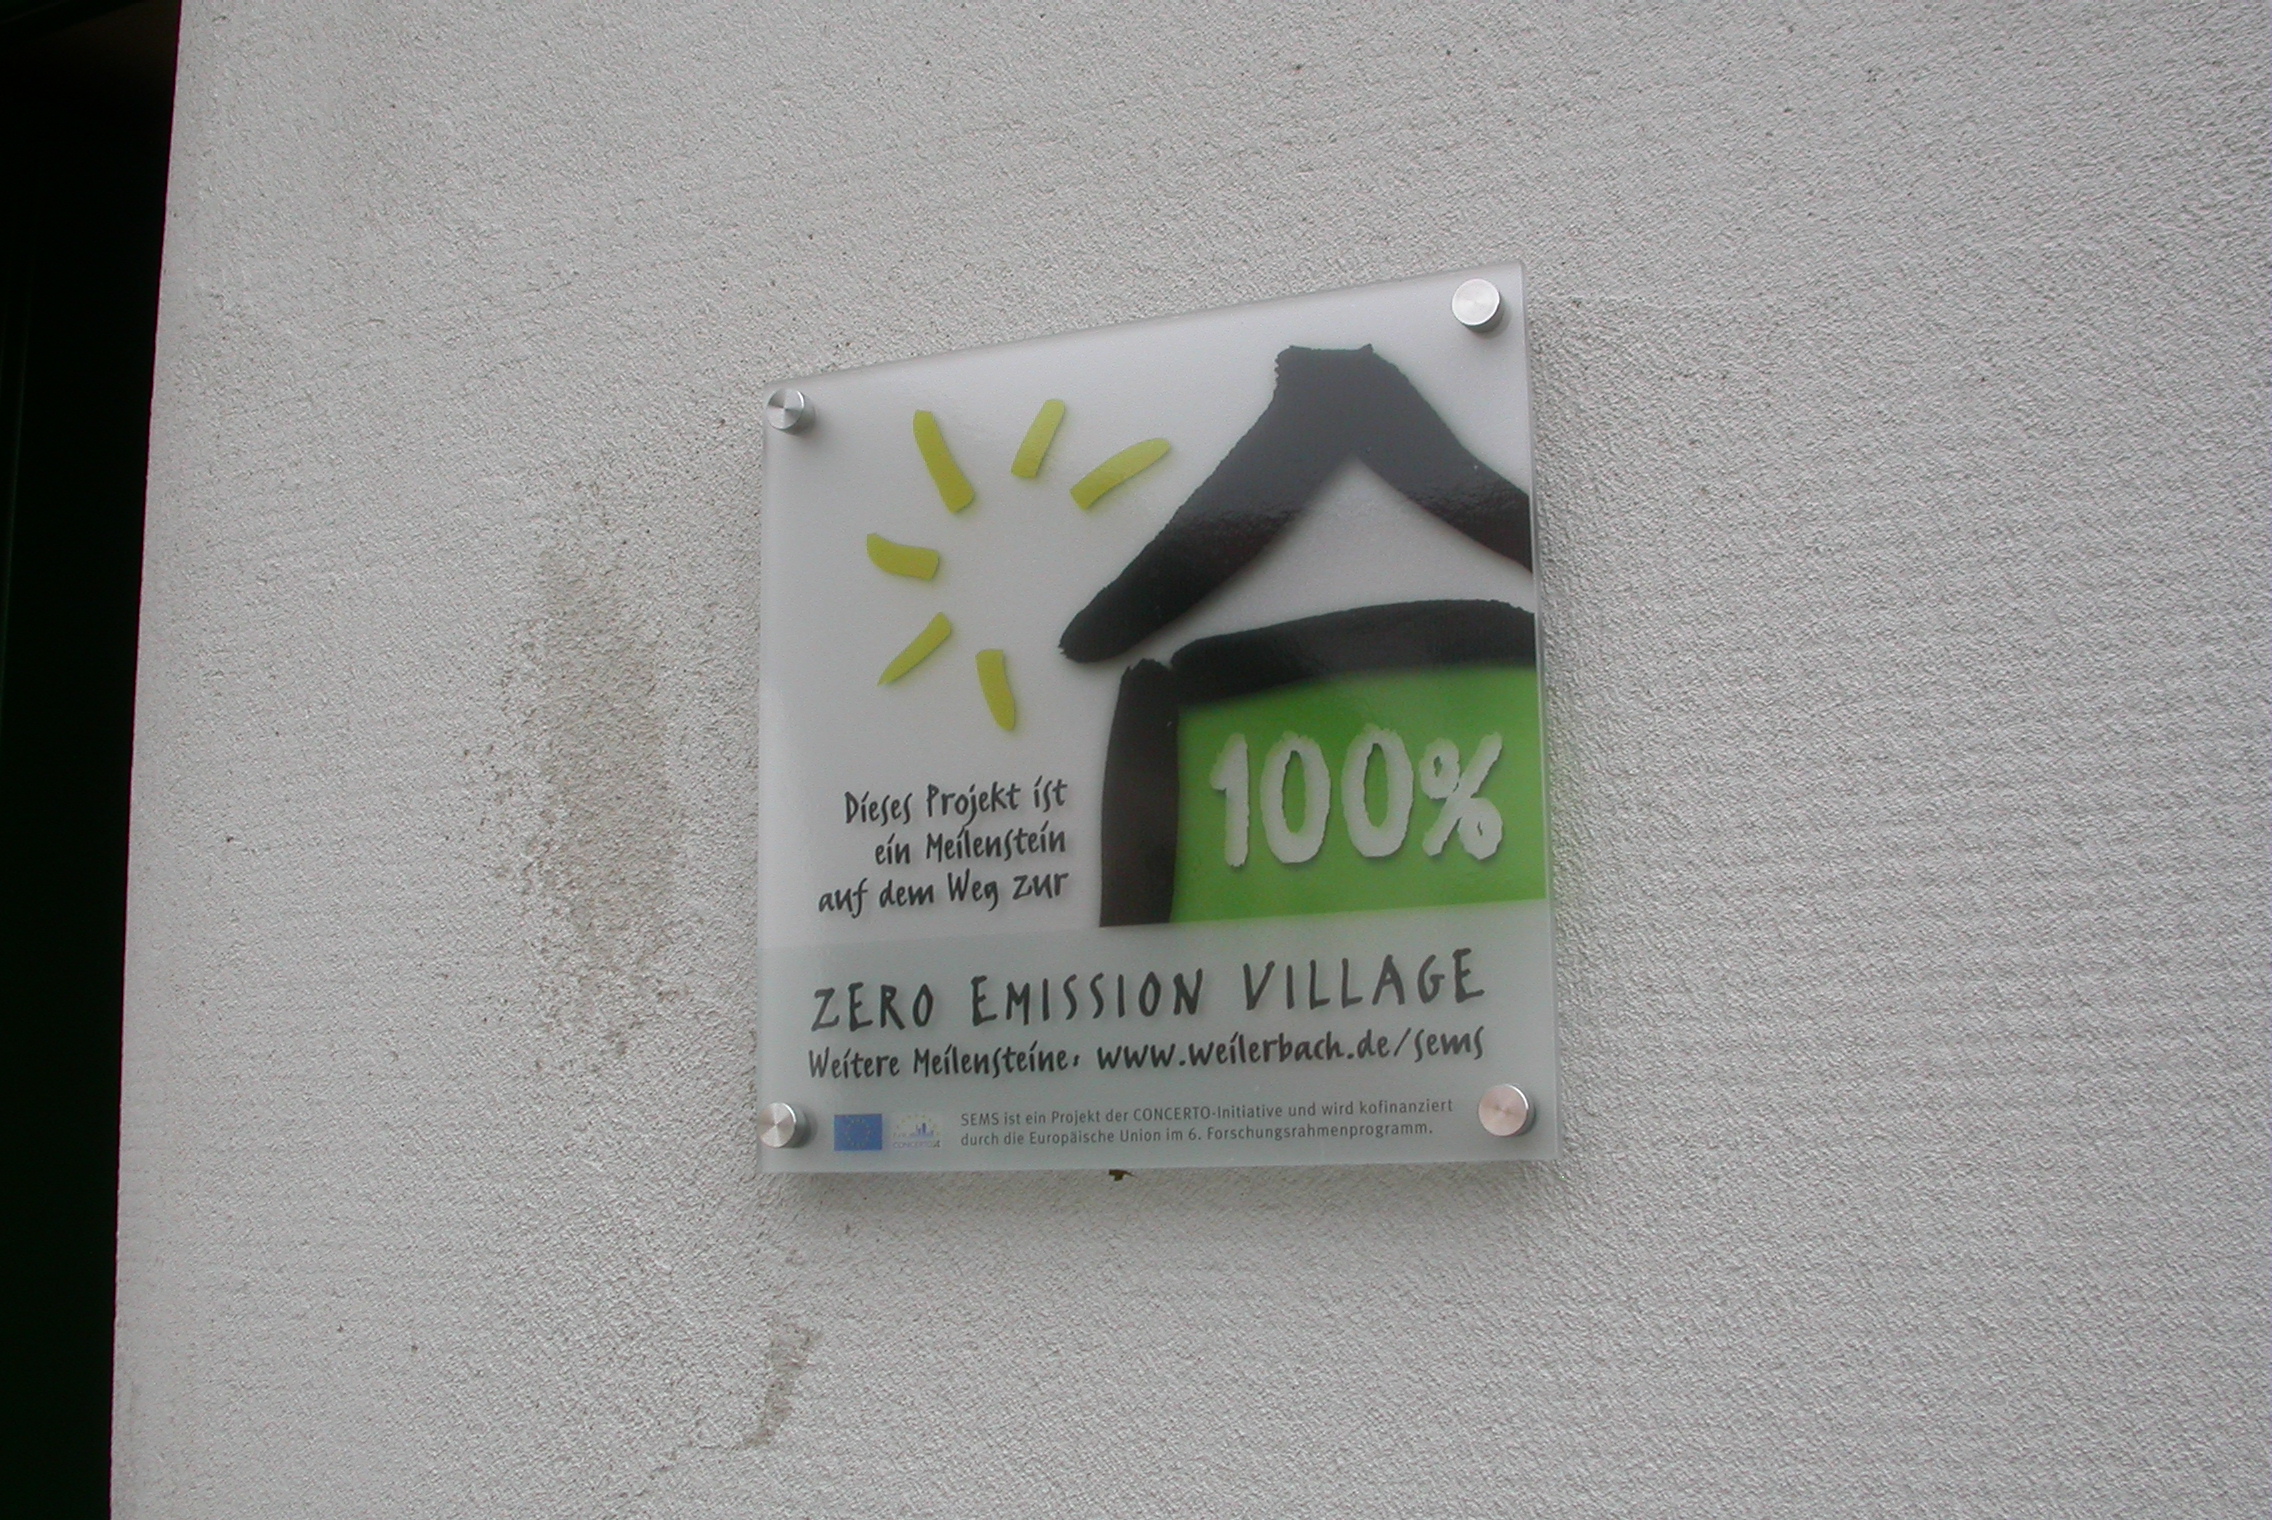 100%
Dieses Projekt ist
ein Meilenstein
auf dem Weg zur
ZERO EMISSION VILLAGE
Weitere Meilensteine: www.weilerbach.de/sems
CONCERTO
SEMS ist ein Projekt der CONCERTO-Initiative und wird kofinanziert
durch die Europäische Union im 6. Forschungsrahmenprogramm.